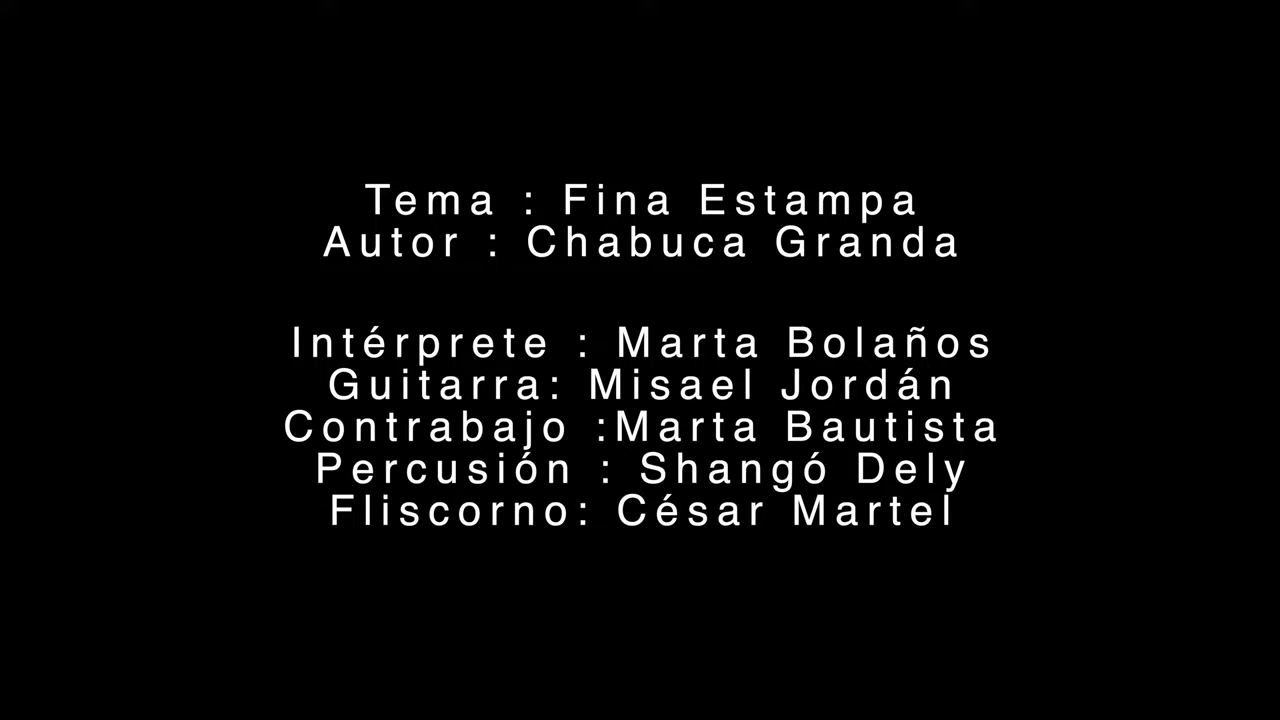 Tema : Fina Estampa
Autor : Chabuca Granda
Intérprete : Marta Bolaños
Guitarra: Misael Jordán
Contrabajo :Marta Bautista
Percusión : Shangó Dely
Fliscorno: César Martel